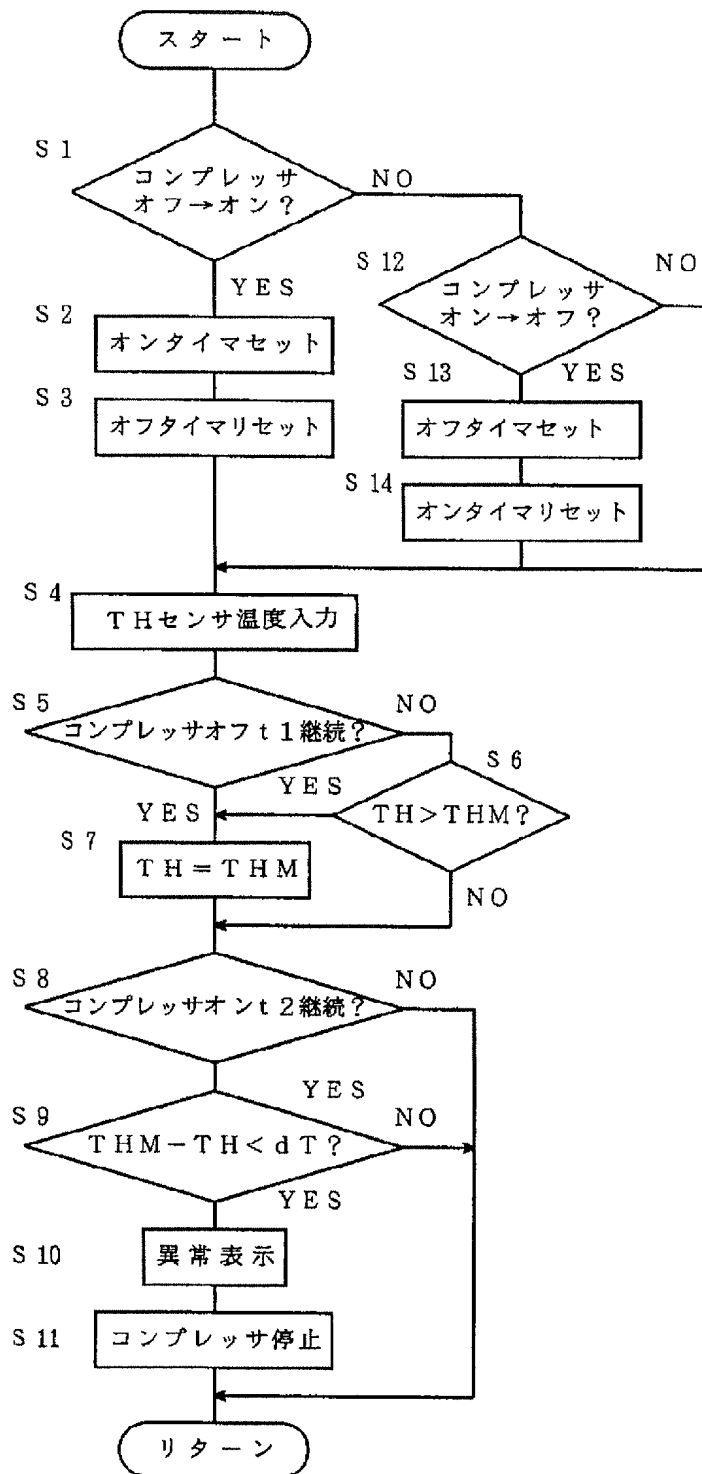 スタート
S 1
コンプレッサ
オフ→オン?
NO
YES
S 12
コンプレッサ
オン→オフ?
NO
YES
S 2
オンタイマセット
S 3
オフタイマリセット
S 13
オフタイマセット
S 14
オンタイマリセット
S 4
THセンサ温度入力
S 5
コンプレッサオフt1継続?
NO
YES
S 6
TH>THM?
YES
NO
S 7
TH=THM
S 8
コンプレッサオンt2継続?
NO
YES
S 9
THM-TH<dT?
NO
YES
S 10
異常表示
S 11
コンプレッサ停止
リターン